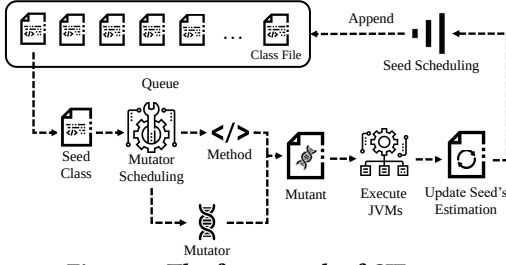 Append
...
Class File
Seed Scheduling
Queue
</>
Seed
Class
Mutator
Scheduling
Method
Mutant
Execute
JVMs
Update Seed's
Estimation
Mutator